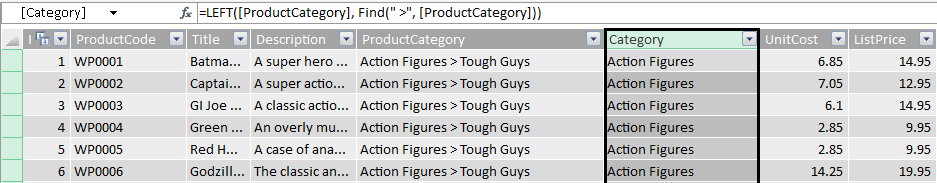 [Category] fx =LEFT([ProductCategory], Find(" >", [ProductCategory]))
I ProductCode Title Description ProductCategory Category UnitCost ListPrice
1 WP0001 Batma... A super hero ... Action Figures > Tough Guys Action Figures 6.85 14.95
2 WP0002 Captai... A super actio... Action Figures > Tough Guys Action Figures 7.05 12.95
3 WP0003 GI Joe ... A classic actio... Action Figures > Tough Guys Action Figures 6.1 14.95
4 WP0004 Green ... An overly mu... Action Figures > Tough Guys Action Figures 2.85 9.95
5 WP0005 Red H... A case of ana... Action Figures > Tough Guys Action Figures 2.85 9.95
6 WP0006 Godzill... The classic an... Action Figures > Tough Guys Action Figures 14.25 19.95